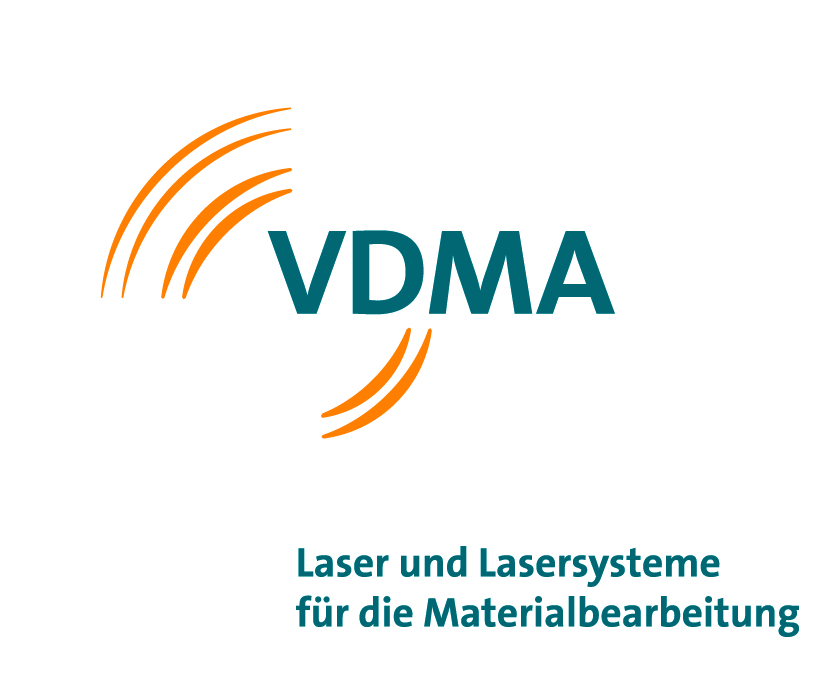 VDMA
Laser und Lasersysteme
für die Materialbearbeitung